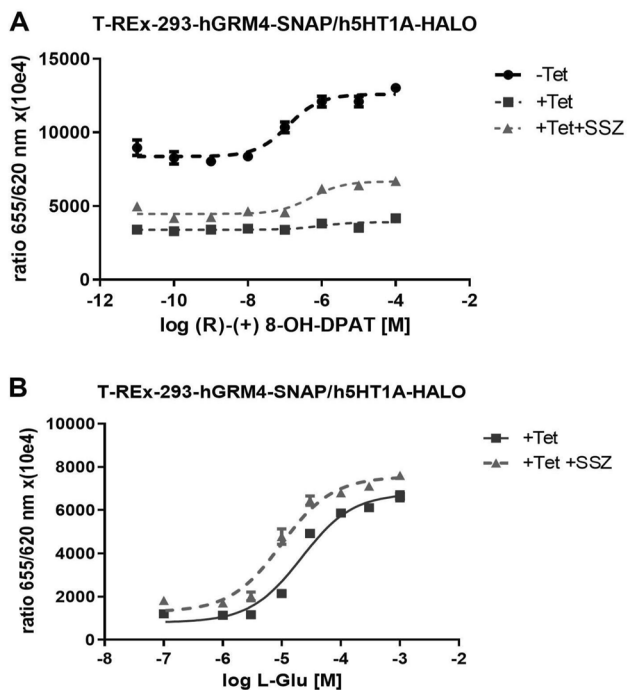 A
T-REx-293-hGRM4-SNAP/h5HT1A-HALO
15000
10000
5000
0
ratio 655/620 nm x(10e4)
-12
-10
-8
-6
-4
-2
log (R)-(+) 8-OH-DPAT [M]
-Tet
+Tet
+Tet+SSZ
B
T-REx-293-hGRM4-SNAP/h5HT1A-HALO
10000
8000
6000
4000
2000
0
ratio 655/620 nm x(10e4)
-8
-7
-6
-5
-4
-3
-2
log L-Glu [M]
+Tet
+Tet +SSZ